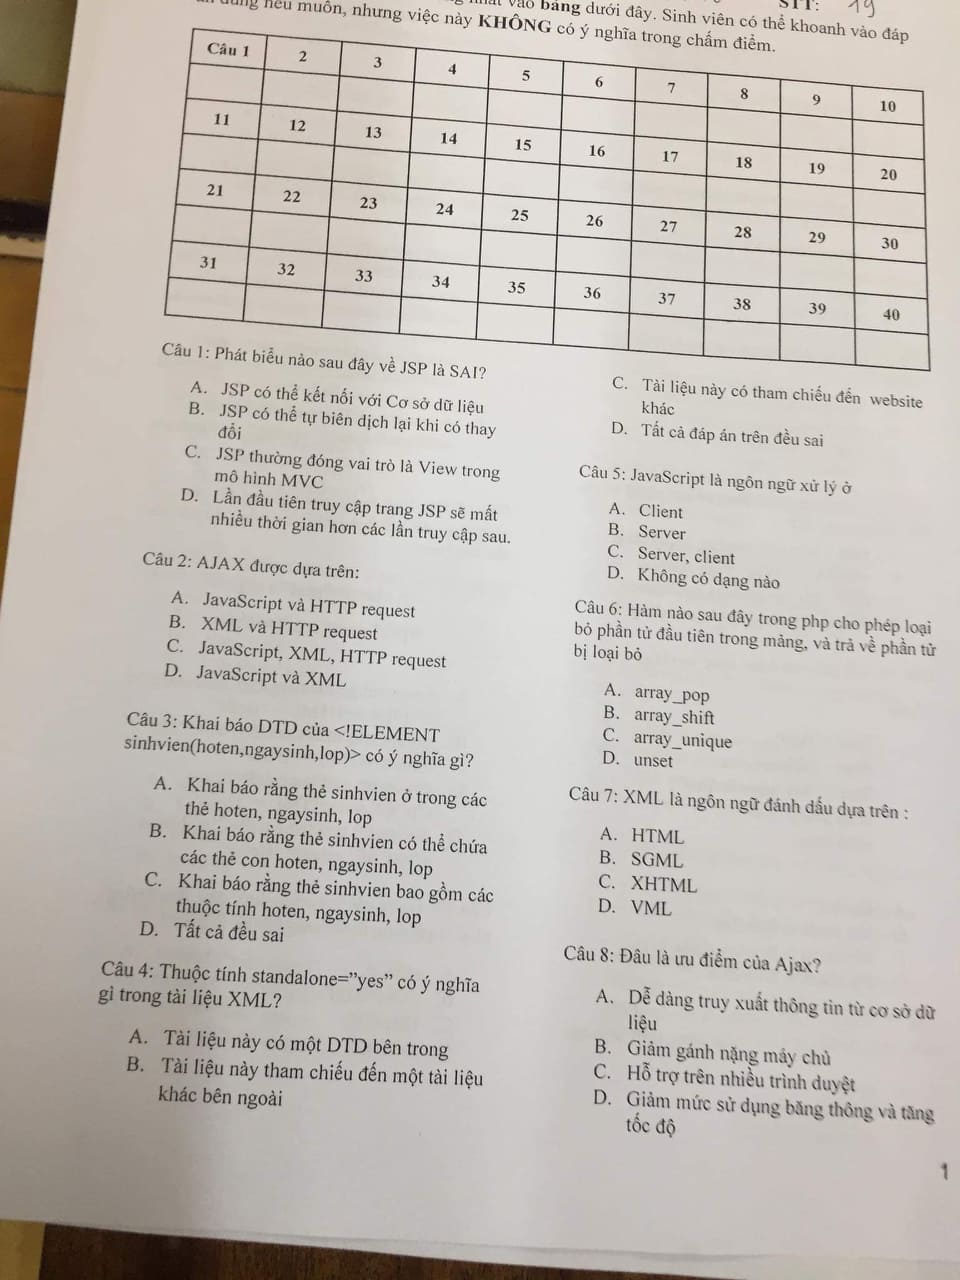 vào bảng dưới đây. Sinh viên có thể khoanh vào đáp
STT: 19
nếu muốn, nhưng việc này KHÔNG có ý nghĩa trong chấm điểm.
Câu 1 2 3 4 5 6 7 8 9 10
11 12 13 14 15 16 17 18 19 20
21 22 23 24 25 26 27 28 29 30
31 32 33 34 35 36 37 38 39 40
Câu 1: Phát biểu nào sau đây về JSP là SAI?
A. JSP có thể kết nối với Cơ sở dữ liệu
B. JSP có thể tự biên dịch lại khi có thay
đổi
C. JSP thường đóng vai trò là View trong
mô hình MVC
D. Lần đầu tiên truy cập trang JSP sẽ mất
nhiều thời gian hơn các lần truy cập sau.
Câu 2: AJAX được dựa trên:
A. JavaScript và HTTP request
B. XML và HTTP request
C. JavaScript, XML, HTTP request
D. JavaScript và XML
Câu 3: Khai báo DTD của <!ELEMENT
sinhvien(hoten,ngaysinh,lop)> có ý nghĩa gì?
A. Khai báo rằng thẻ sinhvien ở trong các
thẻ hoten, ngaysinh, lop
B. Khai báo rằng thẻ sinhvien có thể chứa
các thẻ con hoten, ngaysinh, lop
C. Khai báo rằng thẻ sinhvien bao gồm các
thuộc tính hoten, ngaysinh, lop
D. Tất cả đều sai
Câu 4: Thuộc tính standalone=”yes” có ý nghĩa
gì trong tài liệu XML?
A. Tài liệu này có một DTD bên trong
B. Tài liệu này tham chiếu đến một tài liệu
khác bên ngoài
C. Tài liệu này có tham chiếu đến website
khác
D. Tất cả đáp án trên đều sai
Câu 5: JavaScript là ngôn ngữ xử lý ở
A. Client
B. Server
C. Server, client
D. Không có dạng nào
Câu 6: Hàm nào sau đây trong php cho phép loại
bỏ phần tử đầu tiên trong mảng, và trả về phần tử
bị loại bỏ
A. array_pop
B. array_shift
C. array_unique
D. unset
Câu 7: XML là ngôn ngữ đánh dấu dựa trên :
A. HTML
B. SGML
C. XHTML
D. VML
Câu 8: Đâu là ưu điểm của Ajax?
A. Dễ dàng truy xuất thông tin từ cơ sở dữ
liệu
B. Giảm gánh nặng máy chủ
C. Hỗ trợ trên nhiều trình duyệt
D. Giảm mức sử dụng băng thông và tăng
tốc độ
1